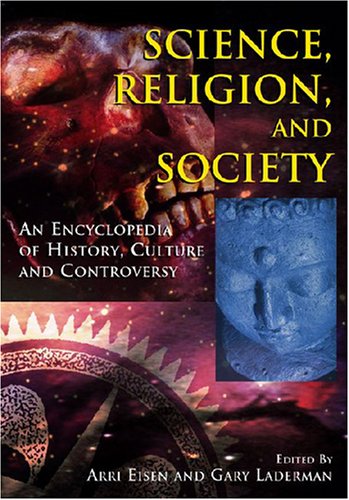 SCIENCE,
RELIGION,
AND
SOCIETY
AN ENCYCLOPEDIA
OF HISTORY, CULTURE
AND CONTROVERSY
EDITED BY
ARRI EISEN AND GARY LADERMAN